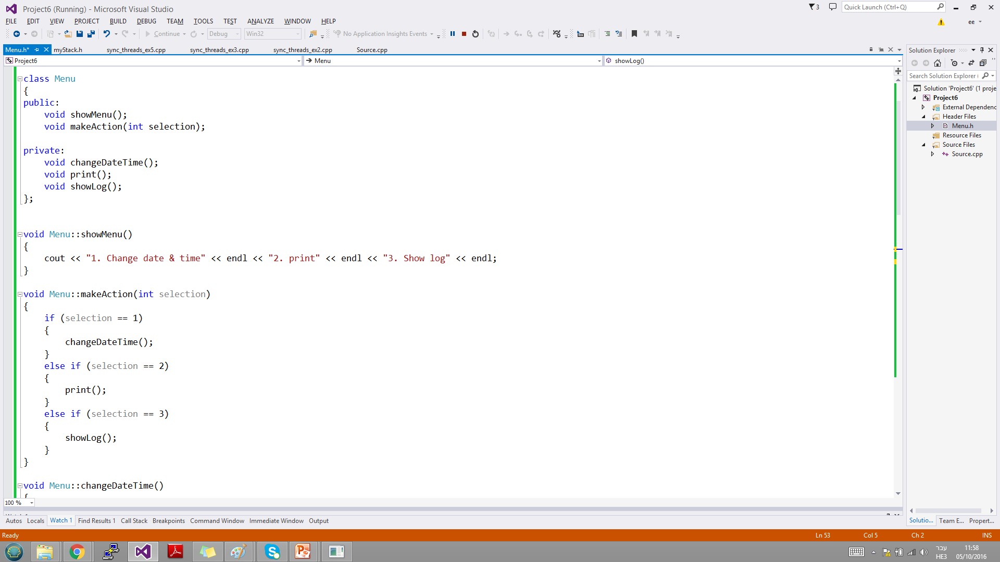 Project6 (Running) - Microsoft Visual Studio
3
Quick Launch (Ctrl+Q)
FILE EDIT VIEW PROJECT BUILD DEBUG TEAM TOOLS TEST ANALYZE WINDOW HELP
ee
Continue Debug Win32 No Application Insights Events
Menu.h* myStack.h sync_threads_ex5.cpp sync_threads_ex3.cpp sync_threads_ex2.cpp Source.cpp
Project6 Menu showLog()
class Menu
{
public:
void showMenu();
void makeAction(int selection);
private:
void changeDateTime();
void print();
void showLog();
};
void Menu::showMenu()
{
cout << "1. Change date & time" << endl << "2. print" << endl << "3. Show log" << endl;
}
void Menu::makeAction(int selection)
{
if (selection == 1)
{
changeDateTime();
}
else if (selection == 2)
{
print();
}
else if (selection == 3)
{
showLog();
}
}
void Menu::changeDateTime()
{
100 %
Solution Explorer
Search Solution Explorer (
Solution 'Project6' (1 proje
Project6
External Dependenc
Header Files
Menu.h
Resource Files
Source Files
Source.cpp
Autos Locals Watch 1 Find Results 1 Call Stack Breakpoints Command Window Immediate Window Output
Solutio... Team E... Propert...
Ready Ln 53 Col 5 Ch 2 INS
עבר
HE3
11:58
05/10/2016